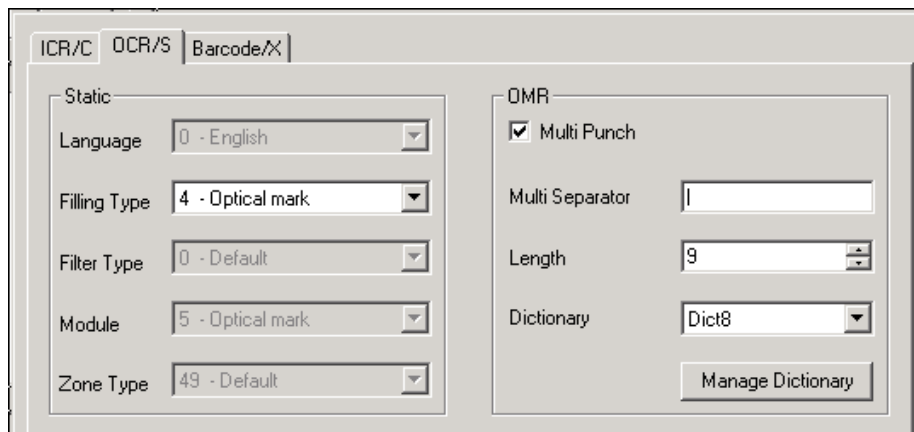 ICR/C OCR/S Barcode/X
Static
Language 0 - English
Filling Type 4 - Optical mark
Filter Type 0 - Default
Module 5 - Optical mark
Zone Type 49 - Default
OMR
Multi Punch
Multi Separator |
Length 9
Dictionary Dict8
Manage Dictionary